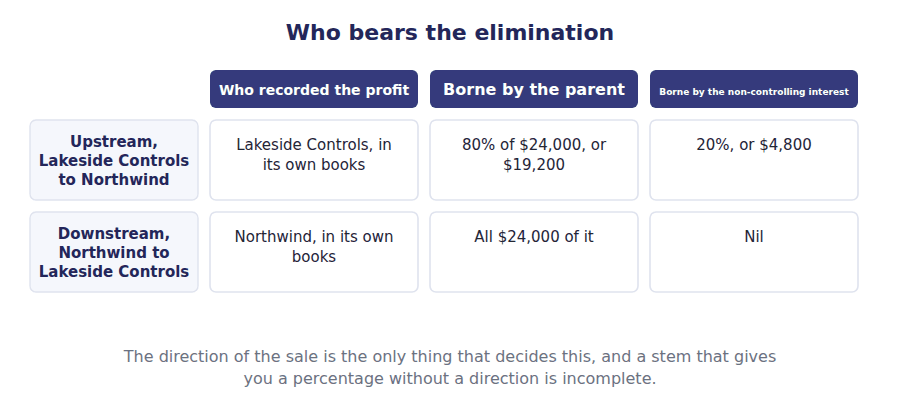 Who bears the elimination
Who recorded the profit
Borne by the parent
Borne by the non-controlling interest
Upstream,
Lakeside Controls
to Northwind
Lakeside Controls, in
its own books
80% of $24,000, or
$19,200
20%, or $4,800
Downstream,
Northwind to
Lakeside Controls
Northwind, in its own
books
All $24,000 of it
Nil
The direction of the sale is the only thing that decides this, and a stem that gives
you a percentage without a direction is incomplete.